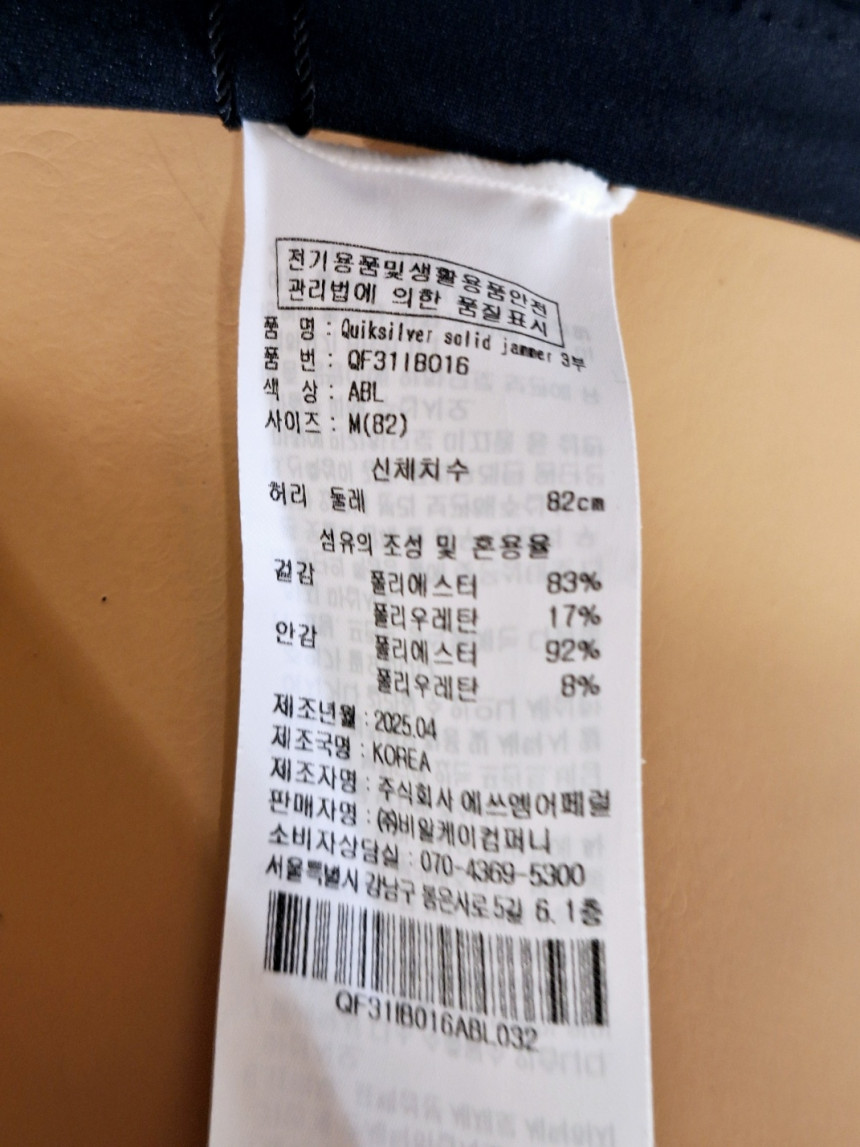 전기용품및생활용품안전
관리법에 의한 품질표시
품 명 : Quiksilver solid jammer 3부
품 번 : QF31IB016
색 상 : ABL
사이즈 : M(82)
신체치수
허리 둘레 82cm
섬유의 조성 및 혼용율
겉감 폴리에스터 83%
폴리우레탄 17%
안감 폴리에스터 92%
폴리우레탄 8%
제조년월 : 2025.04
제조국명 : KOREA
제조자명 : 주식회사 에쓰엠어페럴
판매자명 : ㈜비일케이컴퍼니
소비자상담실 : 070-4369-5300
서울특별시 강남구 봉은사로5길 6. 1층
QF31IB016ABL032